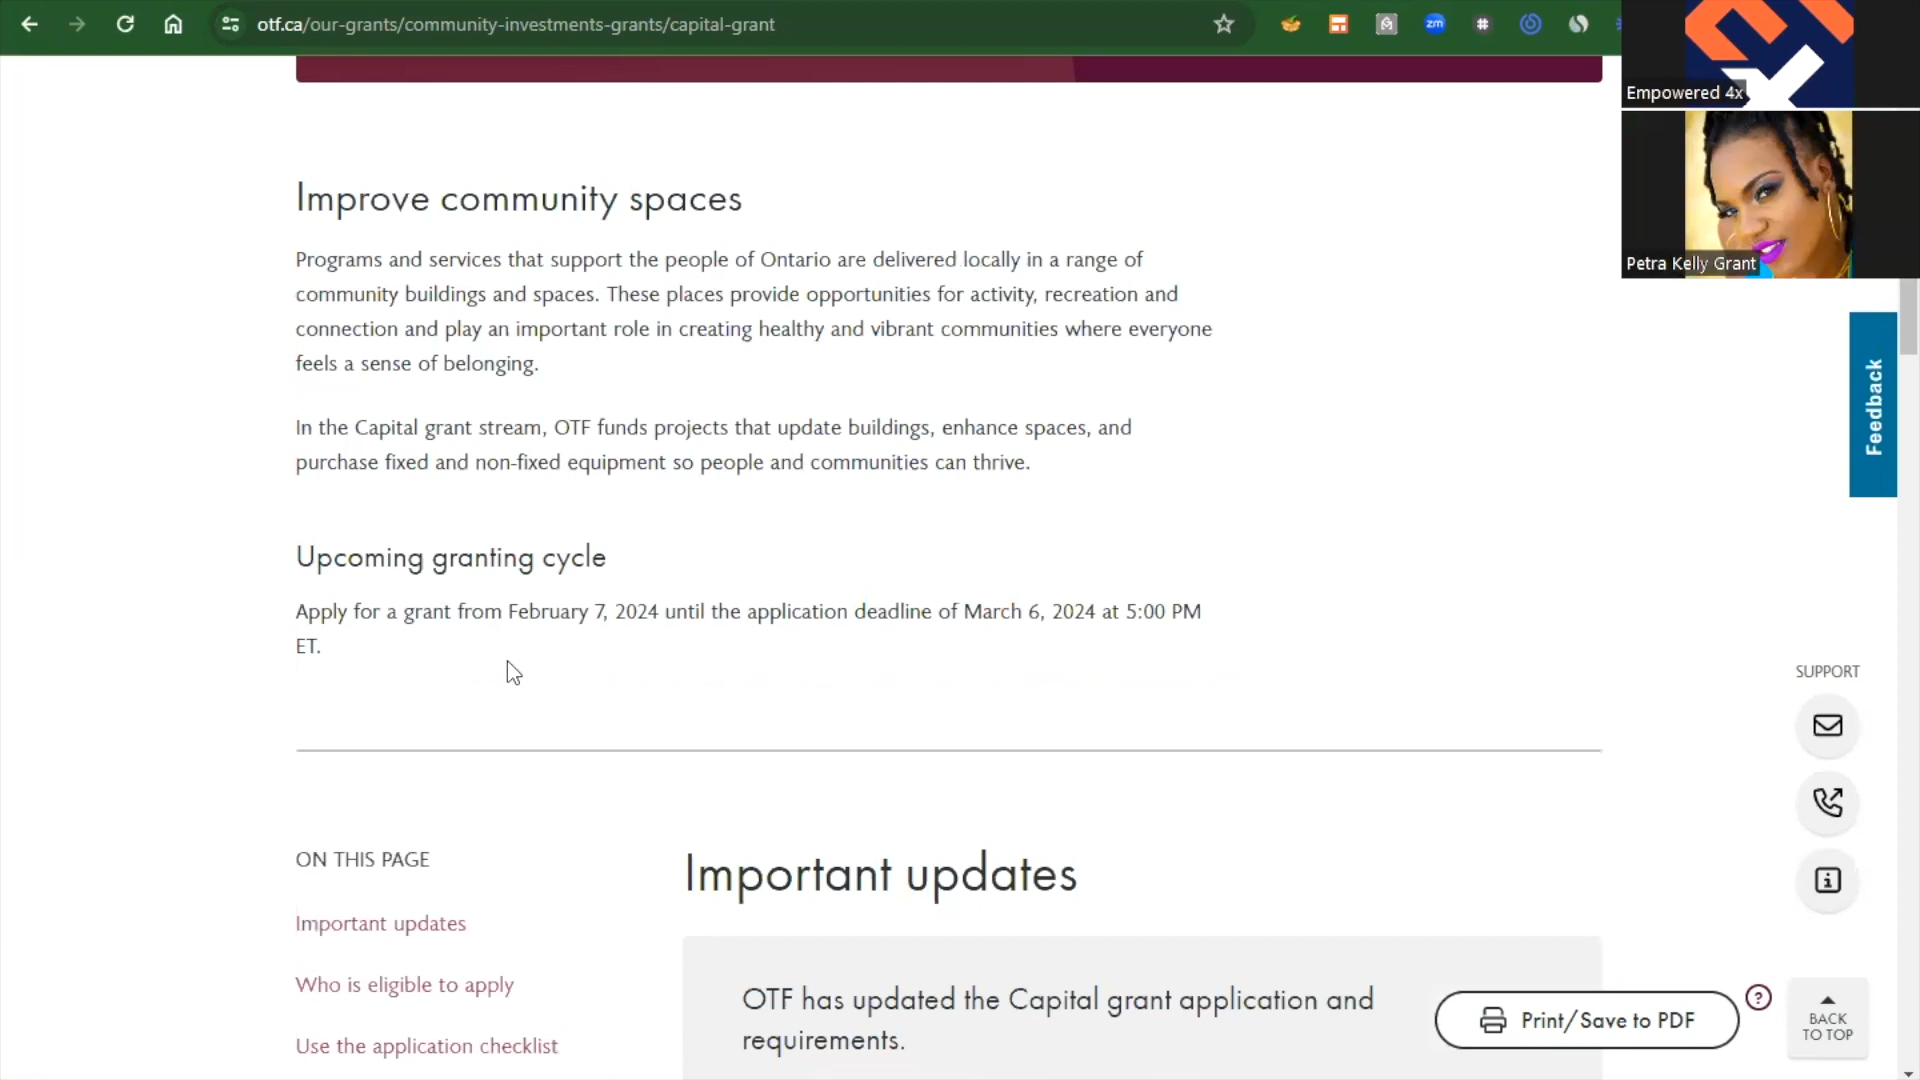 otf.ca/our-grants/community-investments-grants/capital-grant
zm
Empowered 4x
Petra Kelly Grant
Improve community spaces
Programs and services that support the people of Ontario are delivered locally in a range of
community buildings and spaces. These places provide opportunities for activity, recreation and
connection and play an important role in creating healthy and vibrant communities where everyone
feels a sense of belonging.
In the Capital grant stream, OTF funds projects that update buildings, enhance spaces, and
purchase fixed and non-fixed equipment so people and communities can thrive.
Feedback
Upcoming granting cycle
Apply for a grant from February 7, 2024 until the application deadline of March 6, 2024 at 5:00 PM
ET.
SUPPORT
ON THIS PAGE
Important updates
Who is eligible to apply
Use the application checklist
Important updates
OTF has updated the Capital grant application and
requirements.
Print/Save to PDF
?
BACK
TO TOP